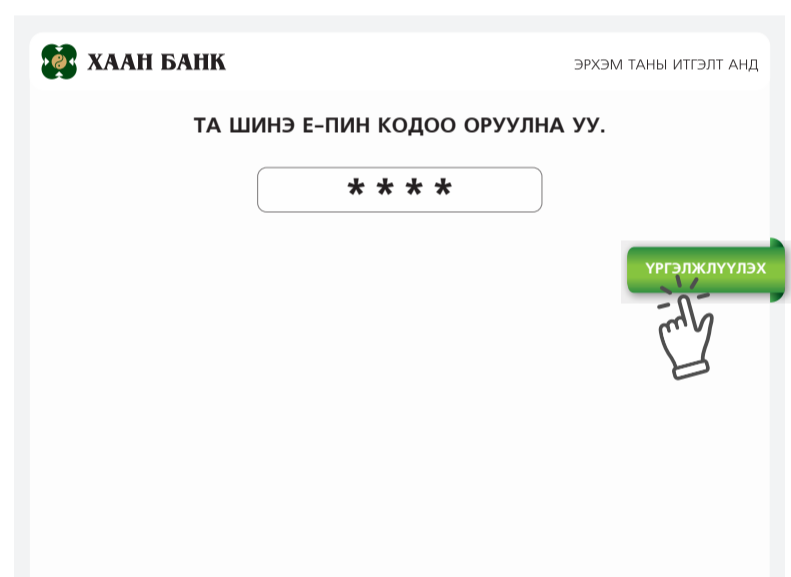 ХААН БАНК
ЭРХЭМ ТАНЫ ИТГЭЛТ АНД
ТА ШИНЭ Е-ПИН КОДОО ОРУУЛНА УУ.
* * * *
ҮРГЭЛЖЛҮҮЛЭХ